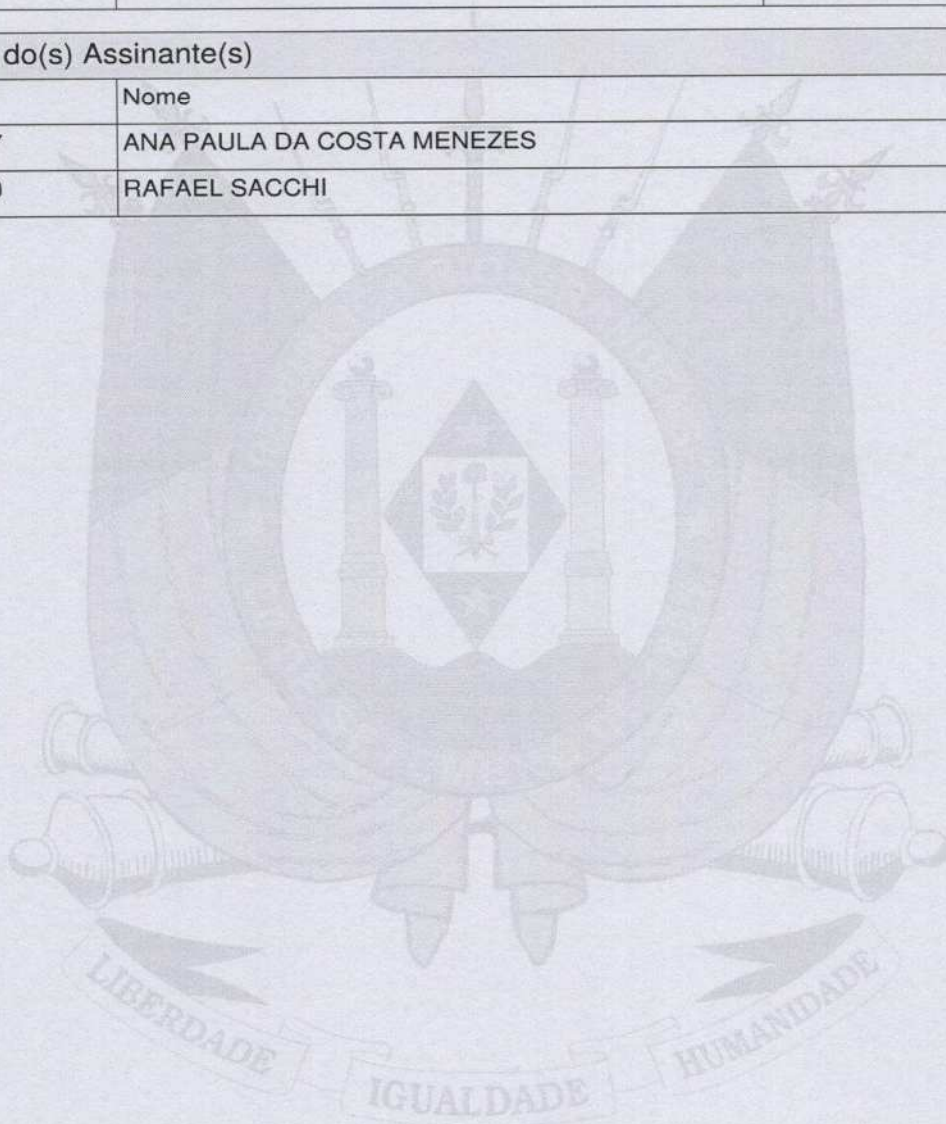 do(s) Assinante(s)
Nome
ANA PAULA DA COSTA MENEZES
RAFAEL SACCHI
LIBERDADE
IGUALDADE
HUMANIDADE